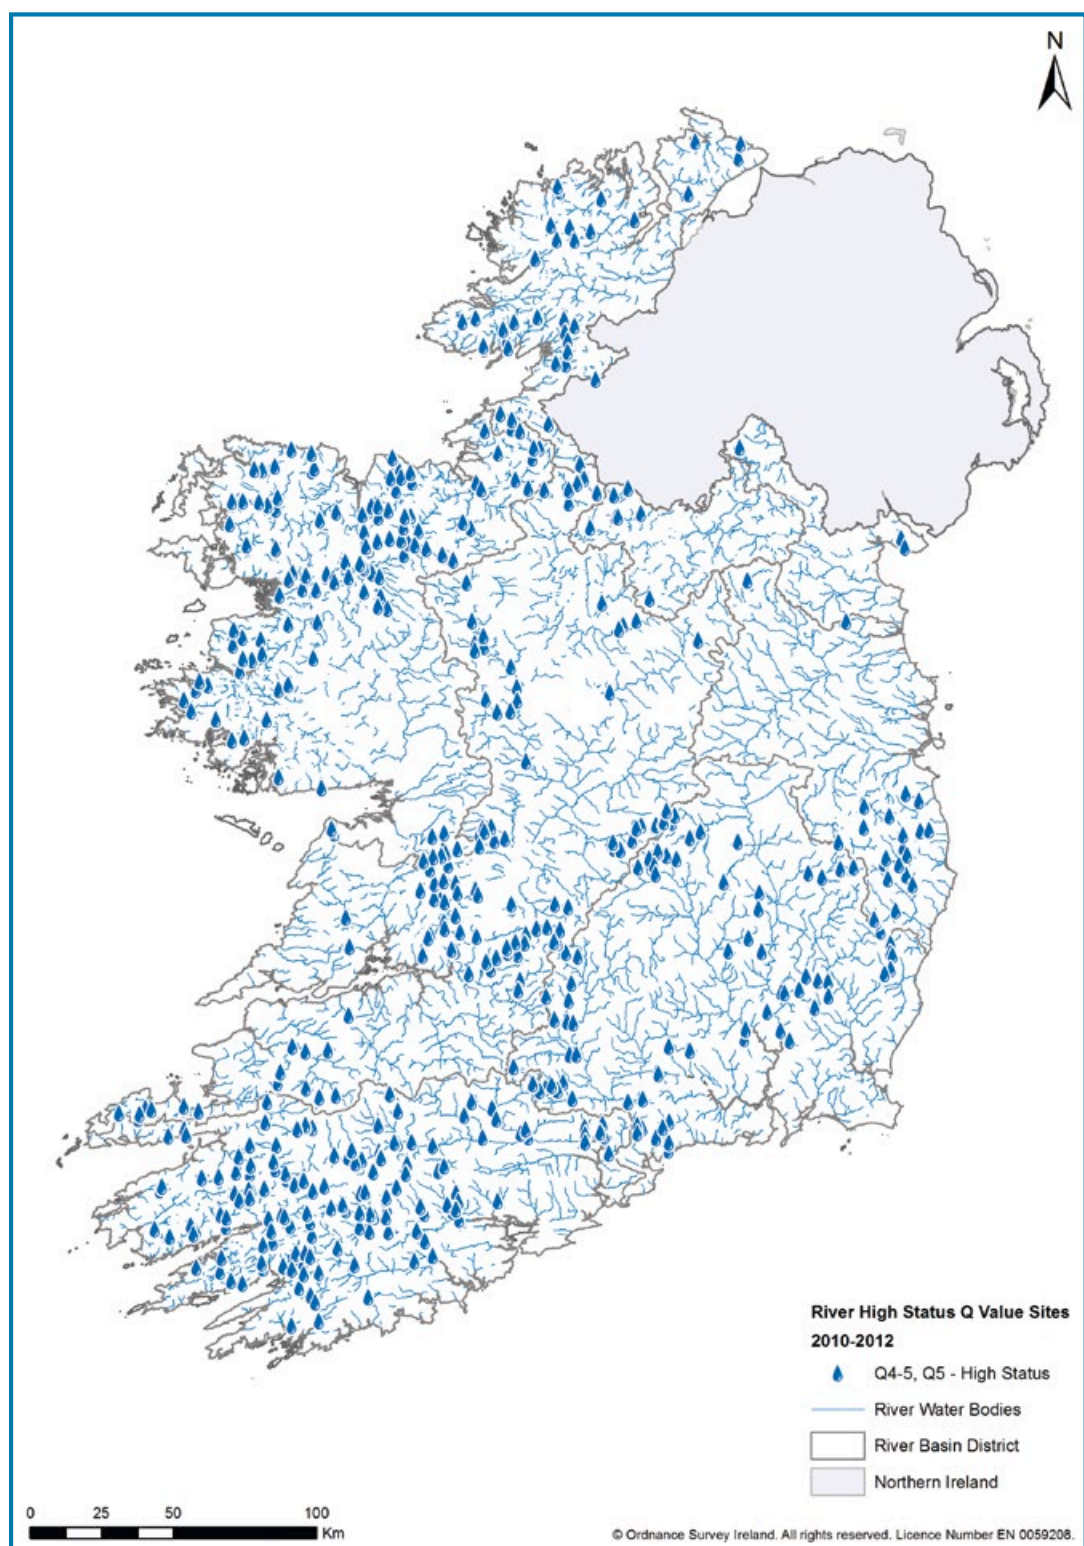 N
River High Status Q Value Sites
2010-2012
Q4-5, Q5 - High Status
River Water Bodies
River Basin District
Northern Ireland
0 25 50 100
Km
© Ordnance Survey Ireland. All rights reserved. Licence Number EN 0059208.